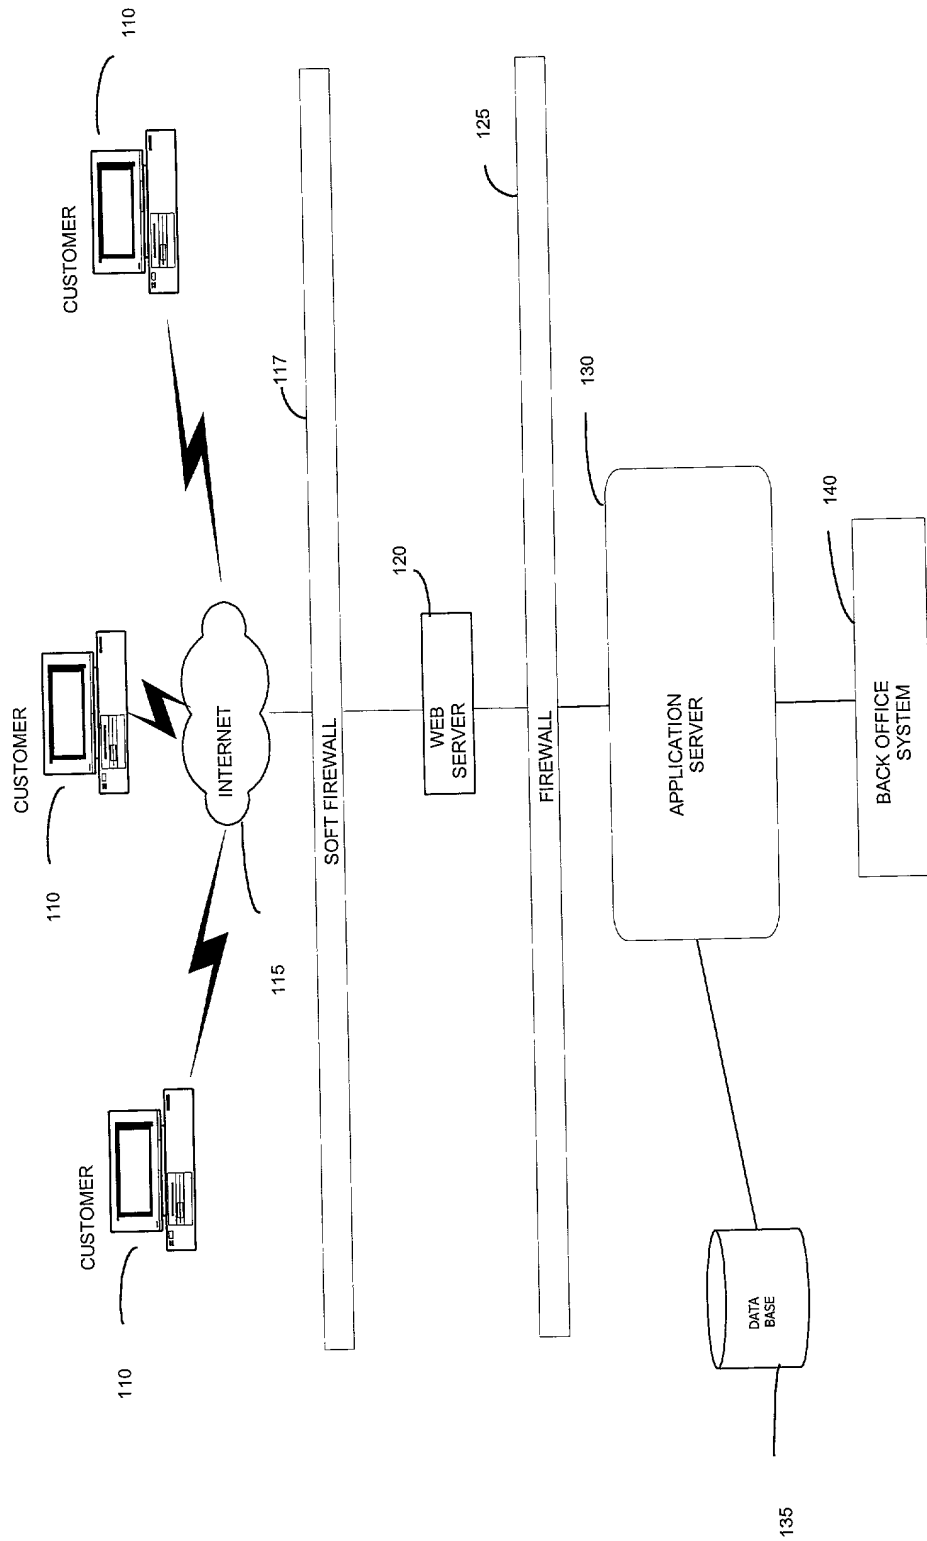 110
CUSTOMER
CUSTOMER
110
CUSTOMER
110
INTERNET
115
117
SOFT FIREWALL
120
WEB
SERVER
125
FIREWALL
130
APPLICATION
SERVER
DATA
BASE
135
140
BACK OFFICE
SYSTEM